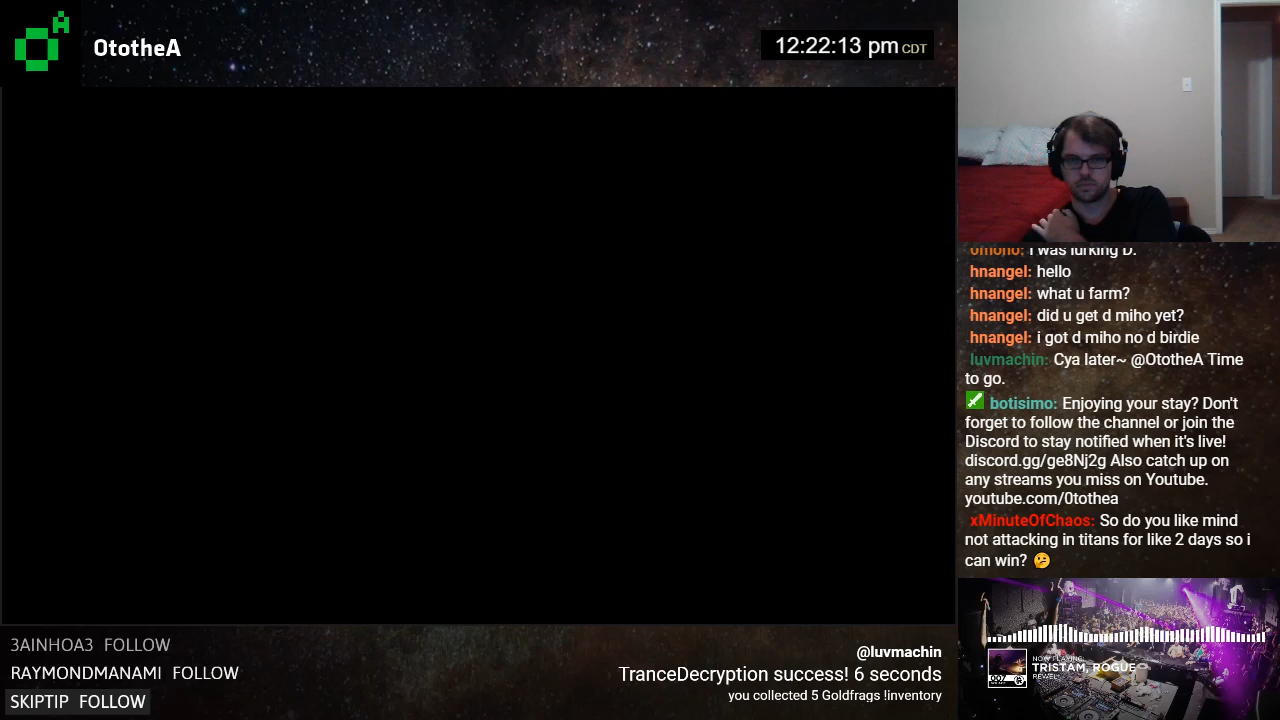 OtotheA
12:22:13 pm CDT
omono: I was lurking D:
hnangel: hello
hnangel: what u farm?
hnangel: did u get d miho yet?
hnangel: i got d miho no d birdie
luvmachin: Cya later~ @OtotheA Time
to go.
botisimo: Enjoying your stay? Don't
forget to follow the channel or join the
Discord to stay notified when it's live!
discord.gg/ge8Nj2g Also catch up on
any streams you miss on Youtube.
youtube.com/0tothea
xMinuteOfChaos: So do you like mind
not attacking in titans for like 2 days so i
can win? 🤔
3AINHOA3 FOLLOW
RAYMONDMANAMI FOLLOW
SKIPTIP FOLLOW
@luvmachin
TranceDecryption success! 6 seconds
you collected 5 Goldfrags !inventory
NOW PLAYING:
TRISTAM, ROGUE
007